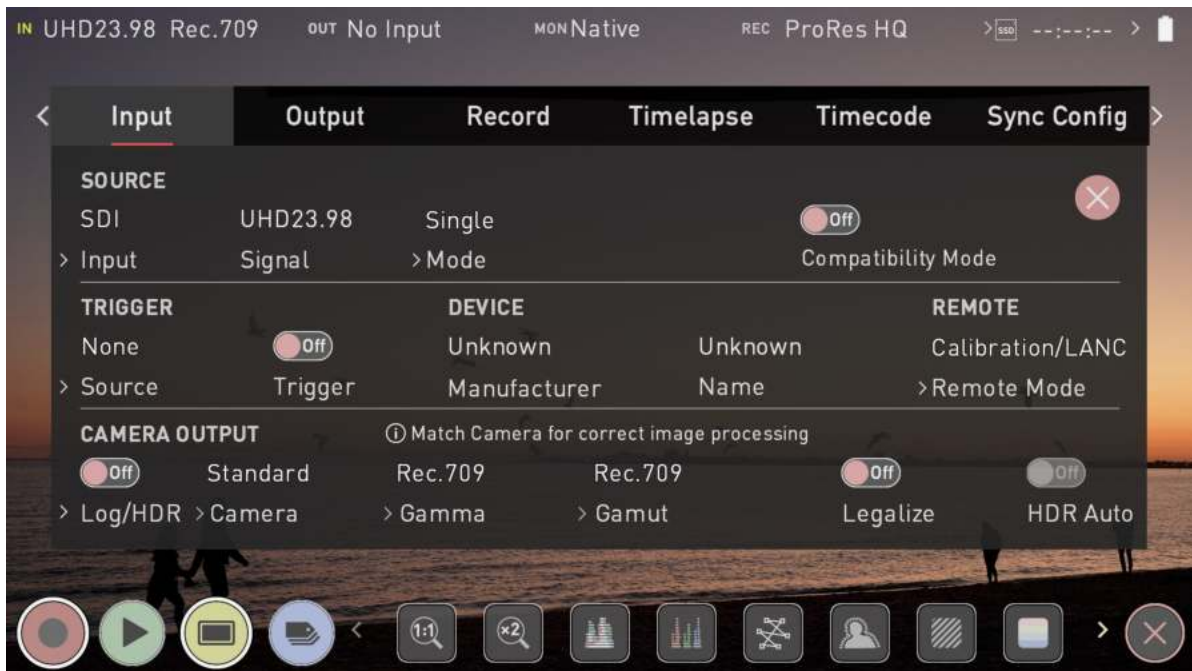 IN UHD23.98 Rec.709 OUT No Input MON Native REC ProRes HQ > SSD --:--:-- >
< Input Output Record Timelapse Timecode Sync Config >
SOURCE
SDI UHD23.98 Single Off
> Input Signal > Mode Compatibility Mode
TRIGGER DEVICE REMOTE
None Off Unknown Unknown Calibration/LANC
> Source Trigger Manufacturer Name > Remote Mode
CAMERA OUTPUT ⓘ Match Camera for correct image processing
Off Standard Rec.709 Rec.709 Off Off
> Log/HDR > Camera > Gamma > Gamut Legalize HDR Auto
< 1:1 ×2 >